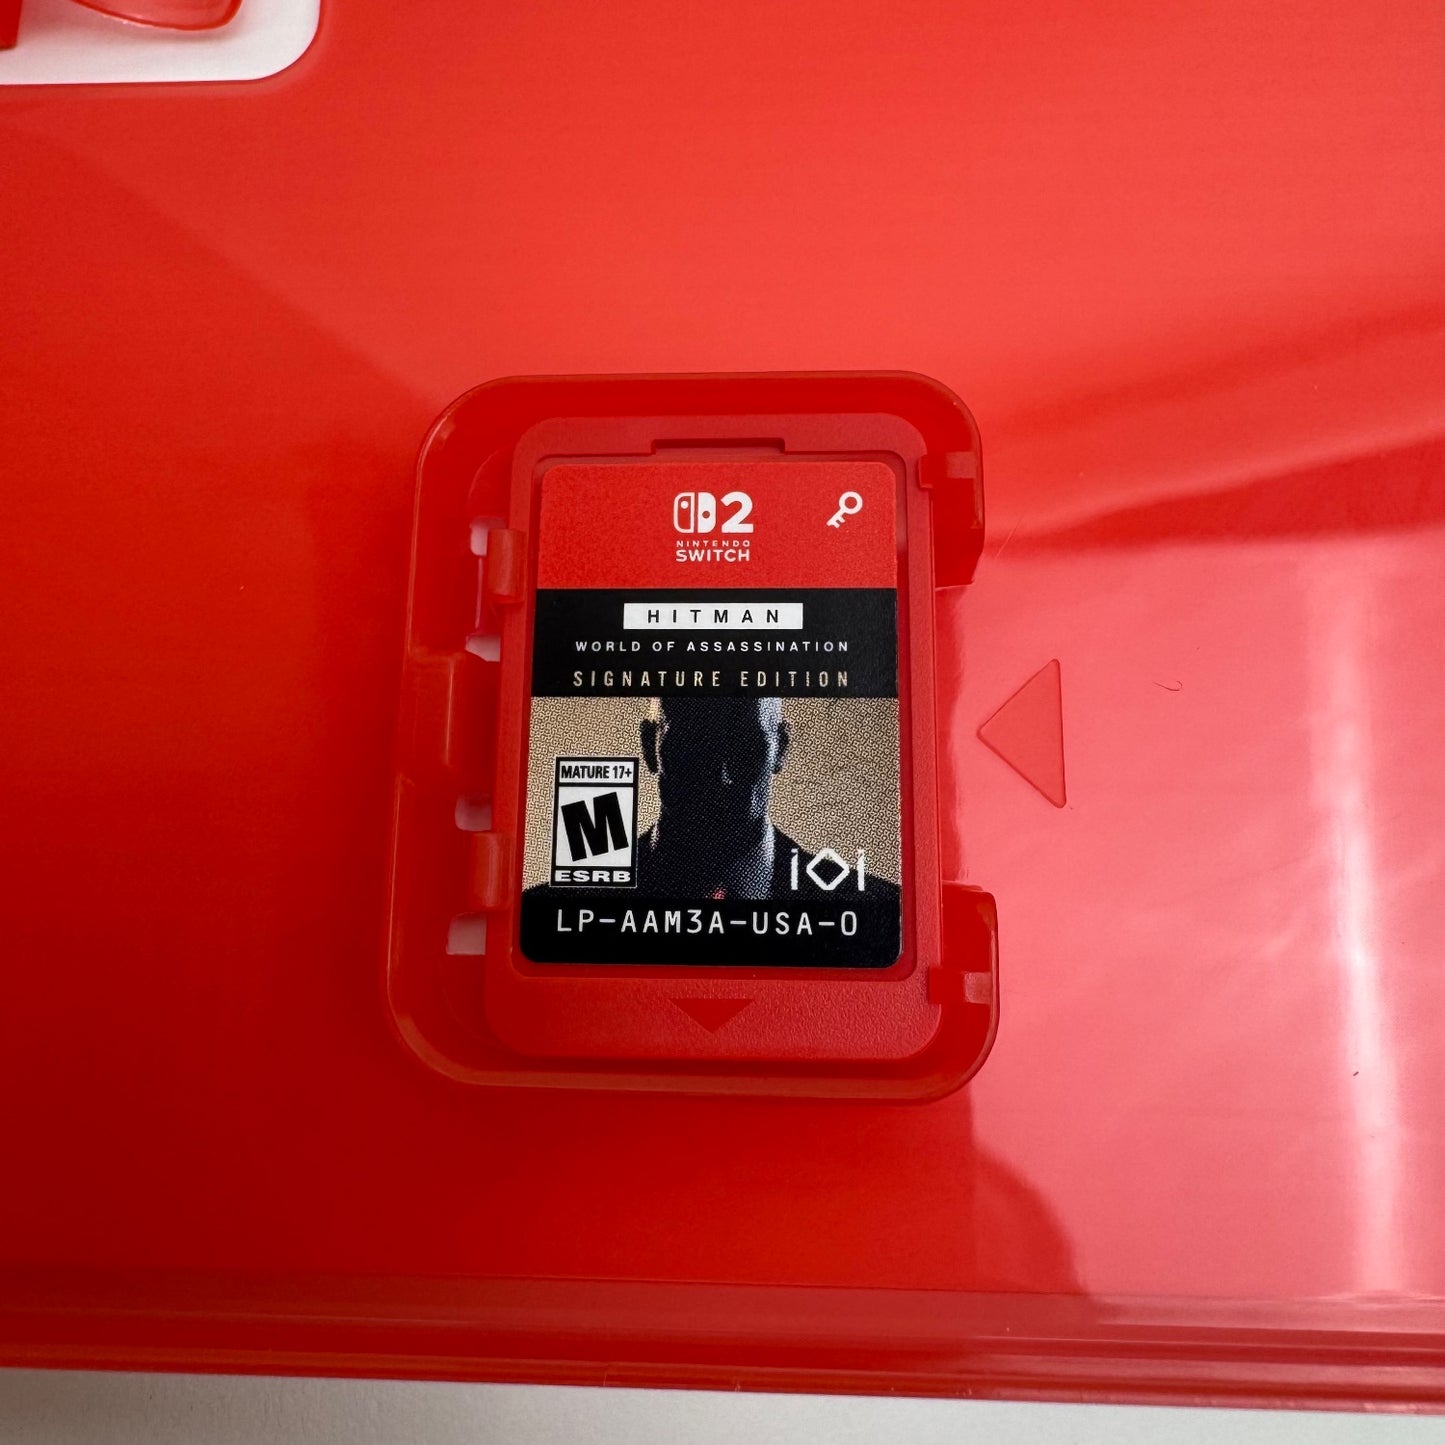 2
NINTENDO
SWITCH
HITMAN
WORLD OF ASSASSINATION
SIGNATURE EDITION
MATURE 17+
M
ESRB
IOI
LP-AAM3A-USA-0